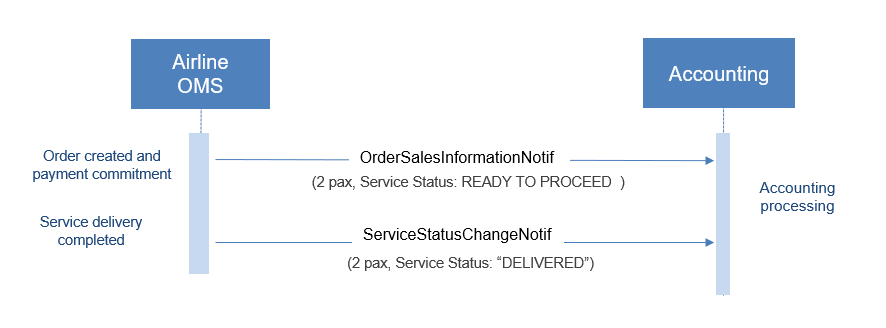 Airline
OMS
Accounting
Order created and
payment commitment
OrderSalesInformationNotif
(2 pax, Service Status: READY TO PROCEED )
Accounting
processing
Service delivery
completed
ServiceStatusChangeNotif
(2 pax, Service Status: “DELIVERED”)